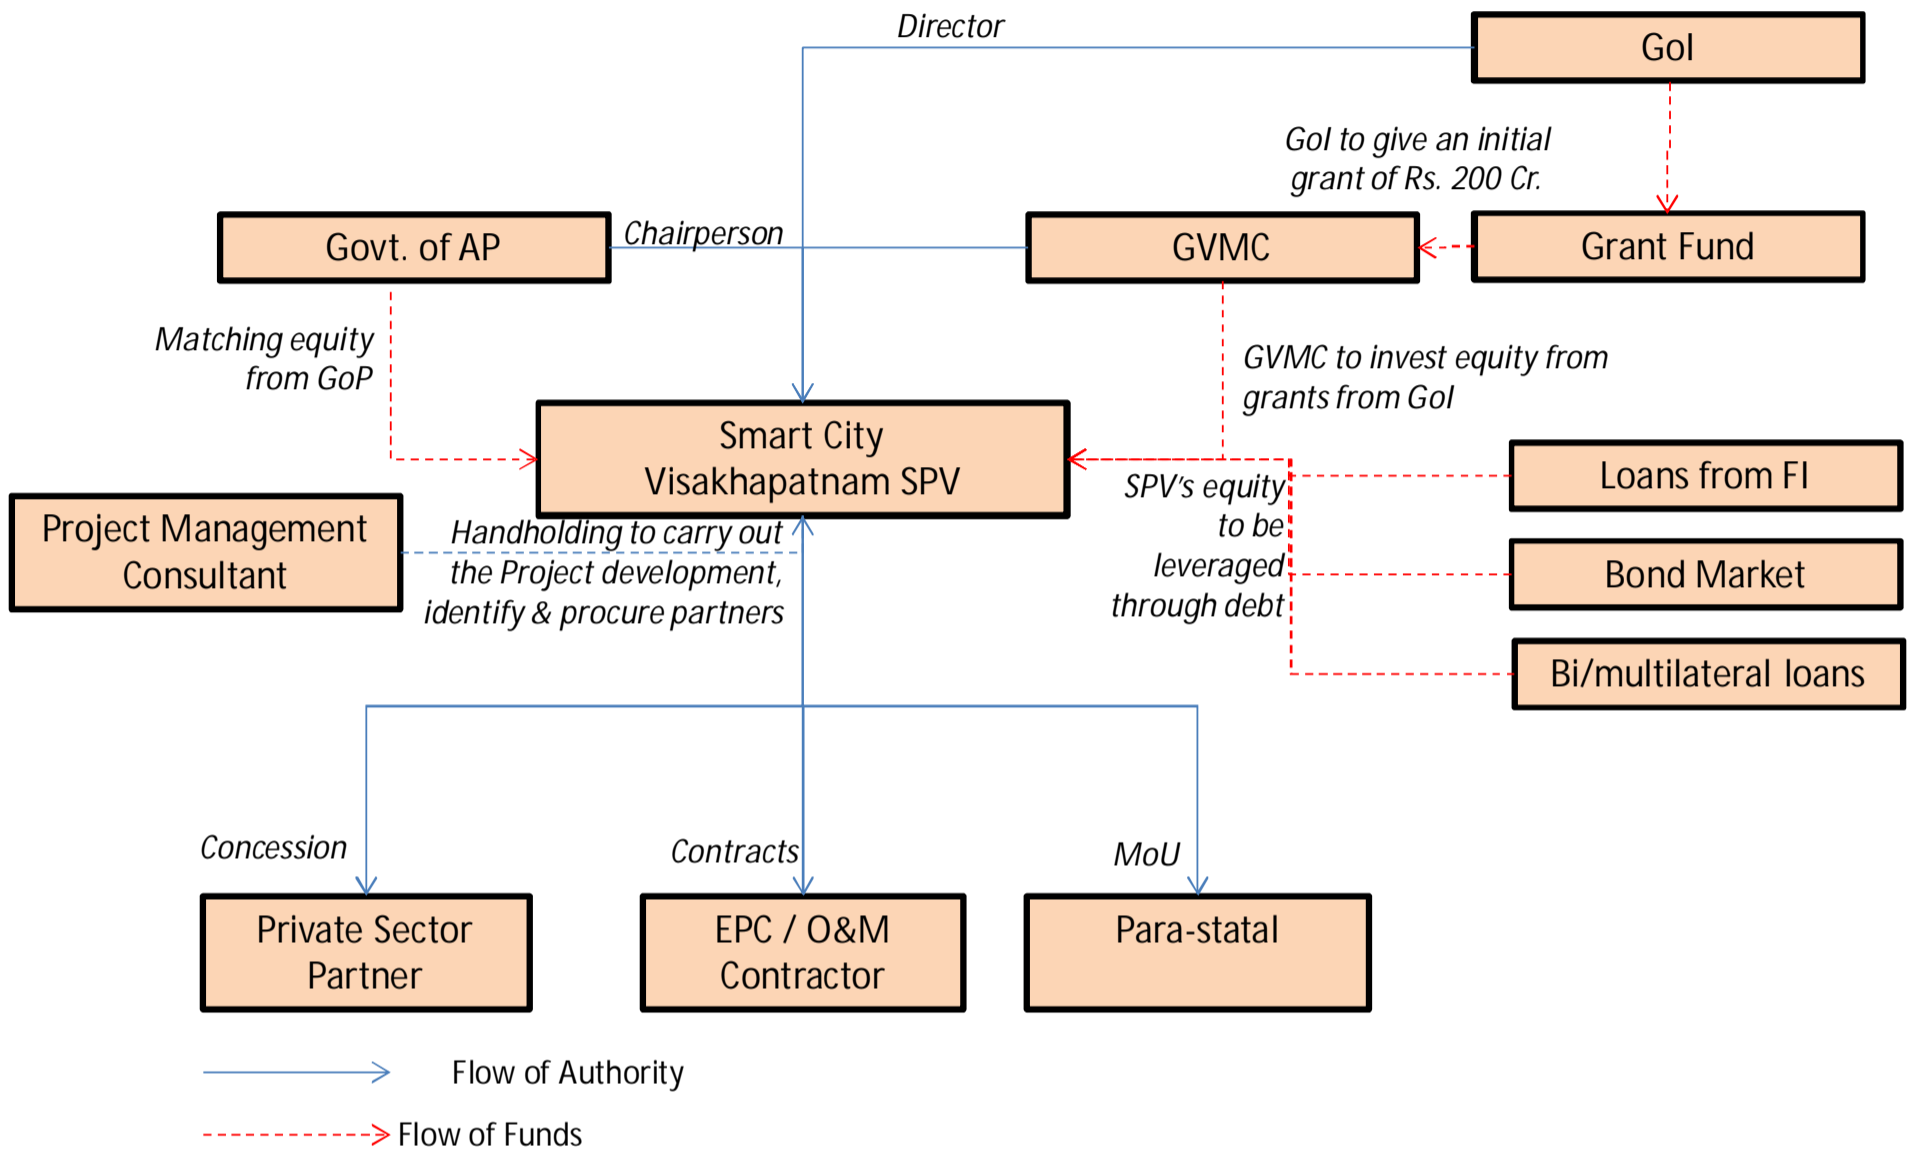 Director
GoI
GoI to give an initial
grant of Rs. 200 Cr.
Govt. of AP
Chairperson
GVMC
Grant Fund
Matching equity
from GoP
GVMC to invest equity from
grants from GoI
Smart City
Visakhapatnam SPV
SPV's equity
to be
leveraged
through debt
Loans from FI
Bond Market
Bi/multilateral loans
Project Management
Consultant
Handholding to carry out
the Project development,
identify & procure partners
Concession
Contracts
MoU
Private Sector
Partner
EPC / O&M
Contractor
Para-statal
Flow of Authority
Flow of Funds